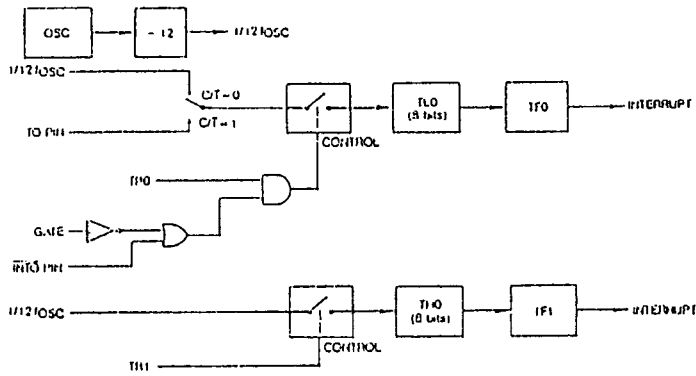 OSC
÷12
1/12 fOSC
1/12 fOSC
C/T = 0
T0 PIN
C/T = 1
TL0
(8 bits)
TF0
INTERRUPT
CONTROL
TR0
GATE
INT0 PIN
1/12 fOSC
TH0
(8 bits)
TF1
INTERRUPT
CONTROL
TR1